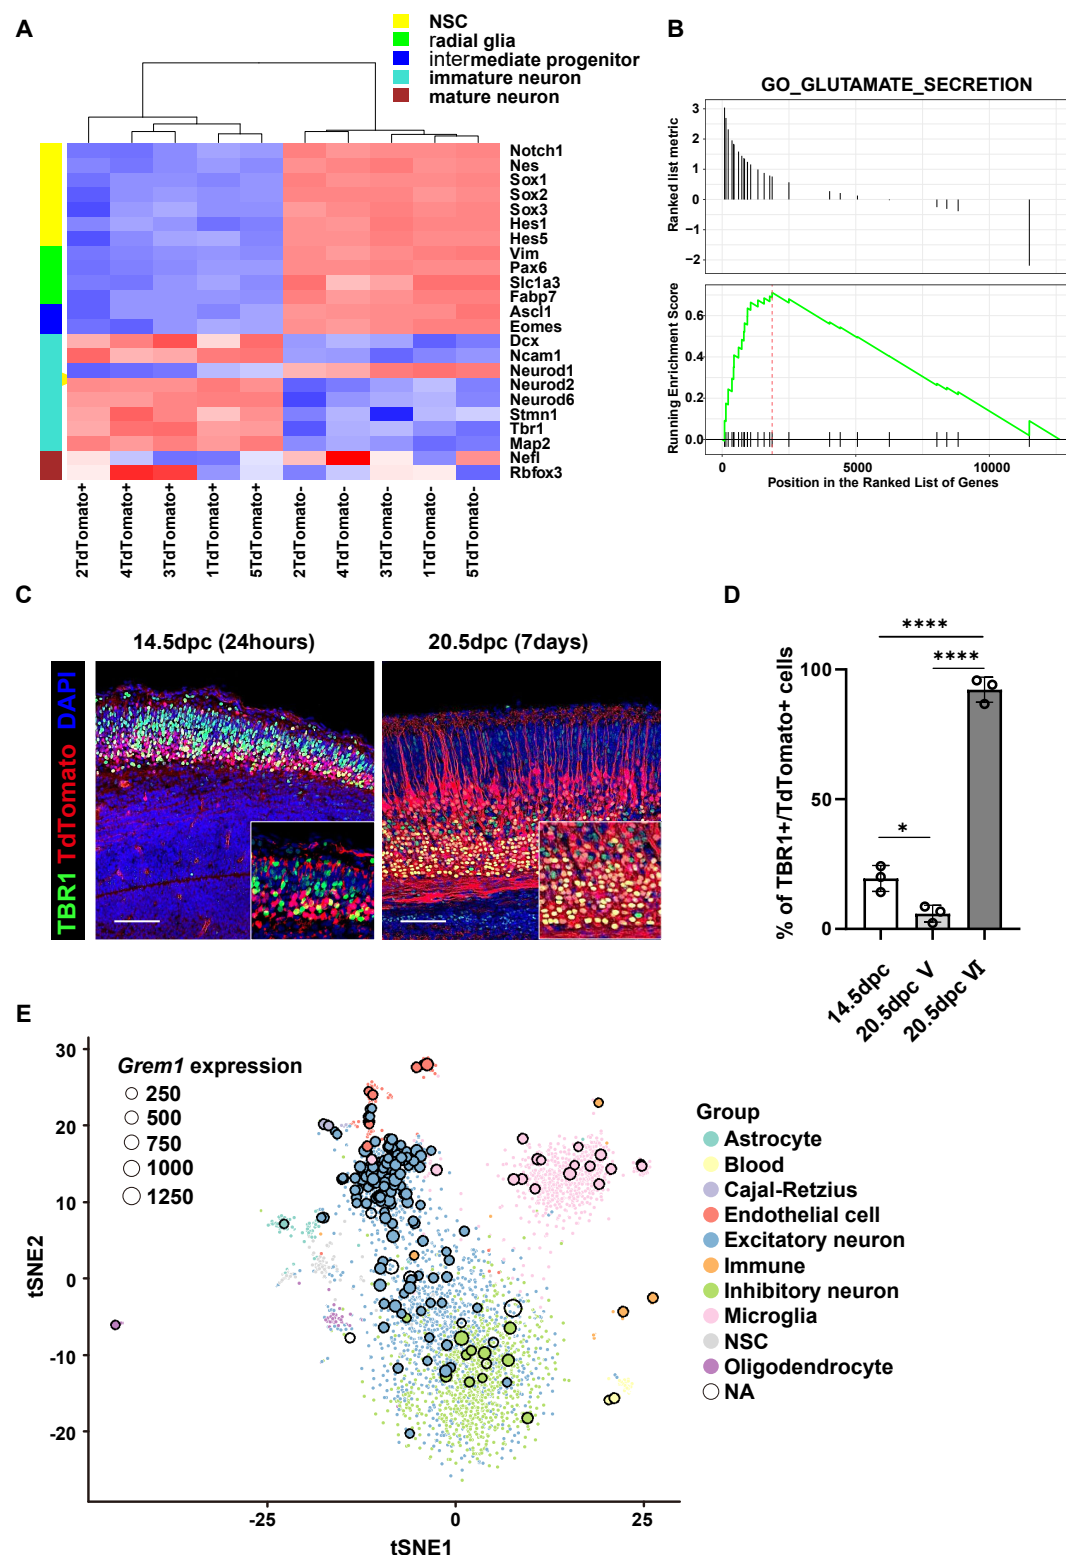 A
NSC
radial glia
intermediate progenitor
immature neuron
mature neuron
Notch1
Nes
Sox1
Sox2
Sox3
Hes1
Hes5
Vim
Pax6
Slc1a3
Fabp7
Ascl1
Eomes
Dcx
Ncam1
Neurod1
Neurod2
Neurod6
Stmn1
Tbr1
Map2
Nefl
Rbfox3
2TdTomato+
4TdTomato+
3TdTomato+
1TdTomato+
5TdTomato+
2TdTomato-
4TdTomato-
3TdTomato-
1TdTomato-
5TdTomato-
B
GO_GLUTAMATE_SECRETION
Ranked list metric
3
2
1
0
−1
−2
Running Enrichment Score
0.6
0.4
0.2
0.0
0
5000
10000
Position in the Ranked List of Genes
C
14.5dpc (24hours)
20.5dpc (7days)
TBR1 TdTomato DAPI
D
% of TBR1+/TdTomato+ cells
100
50
0
****
****
*
14.5dpc
20.5dpc V
20.5dpc VI
E
Grem1 expression
250
500
750
1000
1250
tSNE2
30
20
10
0
-10
-20
-25
0
25
tSNE1
Group
Astrocyte
Blood
Cajal-Retzius
Endothelial cell
Excitatory neuron
Immune
Inhibitory neuron
Microglia
NSC
Oligodendrocyte
NA